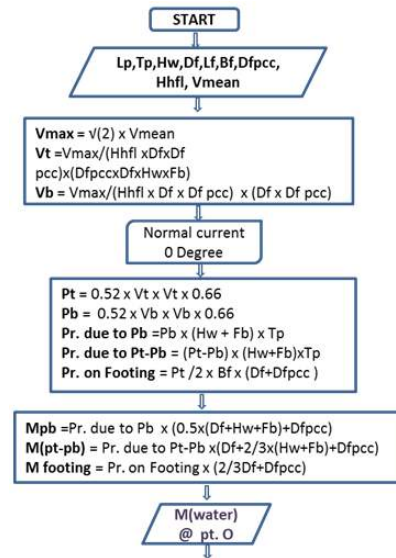 START
Lp,Tp,Hw,Df,Lf,Bf,Dfpcc,
Hhfl, Vmean
Vmax = √(2) x Vmean
Vt =Vmax/(Hhfl xDfxDf
pcc)x(DfpccxDfxHwxFb)
Vb = Vmax/(Hhfl x Df x Df pcc) x (Df x Df pcc)
Normal current
0 Degree
Pt = 0.52 x Vt x Vt x 0.66
Pb = 0.52 x Vb x Vb x 0.66
Pr. due to Pb =Pb x (Hw + Fb) x Tp
Pr. due to Pt-Pb = (Pt-Pb) x (Hw+Fb)xTp
Pr. on Footing = Pt /2 x Bf x (Df+Dfpcc )
Mpb =Pr. due to Pb x (0.5x(Df+Hw+Fb)+Dfpcc)
M(pt-pb) = Pr. due to Pt-Pb x(Df+2/3x(Hw+Fb)+Dfpcc)
M footing = Pr. on Footing x (2/3Df+Dfpcc)
M(water)
@ pt. O